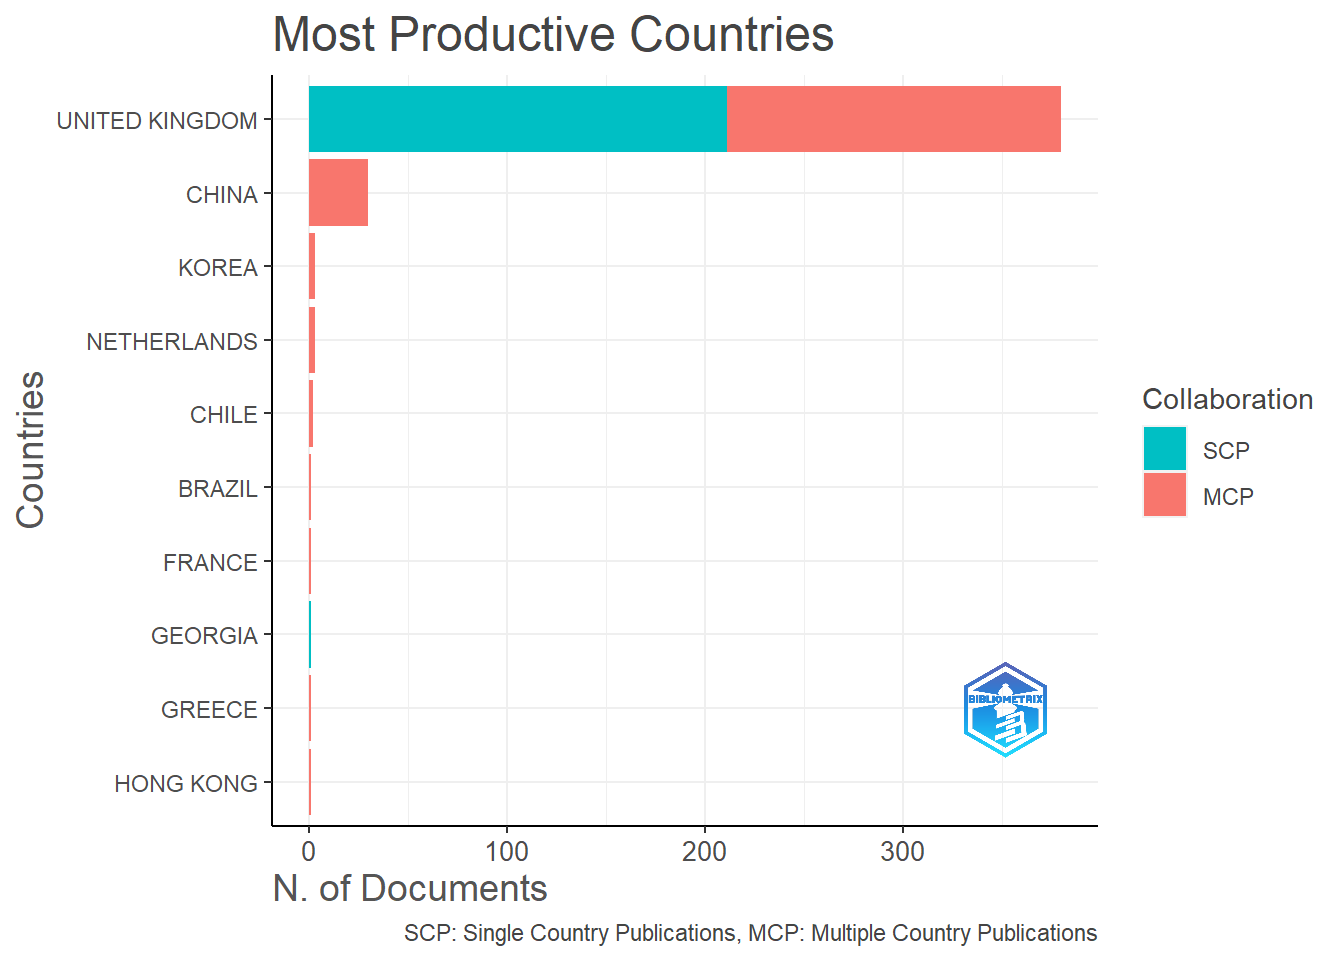 Most Productive Countries
UNITED KINGDOM
CHINA
KOREA
NETHERLANDS
CHILE
BRAZIL
FRANCE
GEORGIA
GREECE
HONG KONG
Countries
0 100 200 300
N. of Documents
Collaboration
SCP
MCP
BIBLIOMETRIX
SCP: Single Country Publications, MCP: Multiple Country Publications